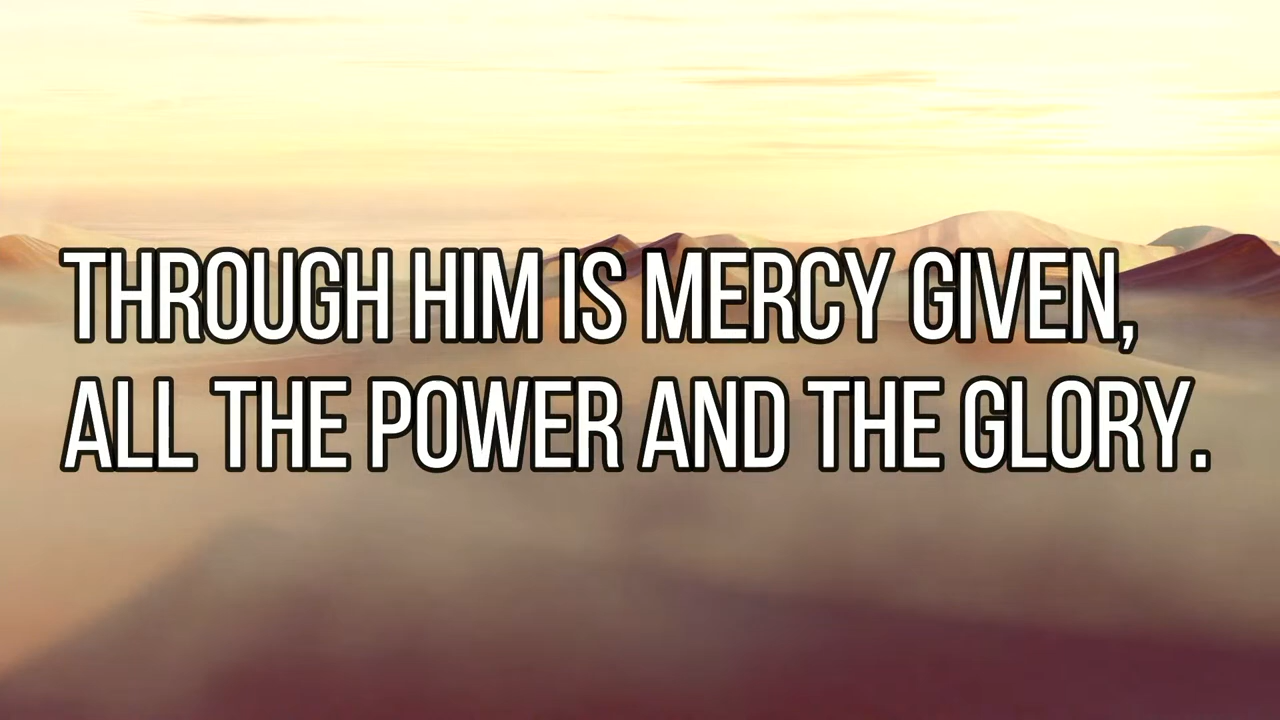 THROUGH HIM IS MERCY GIVEN,
ALL THE POWER AND THE GLORY.